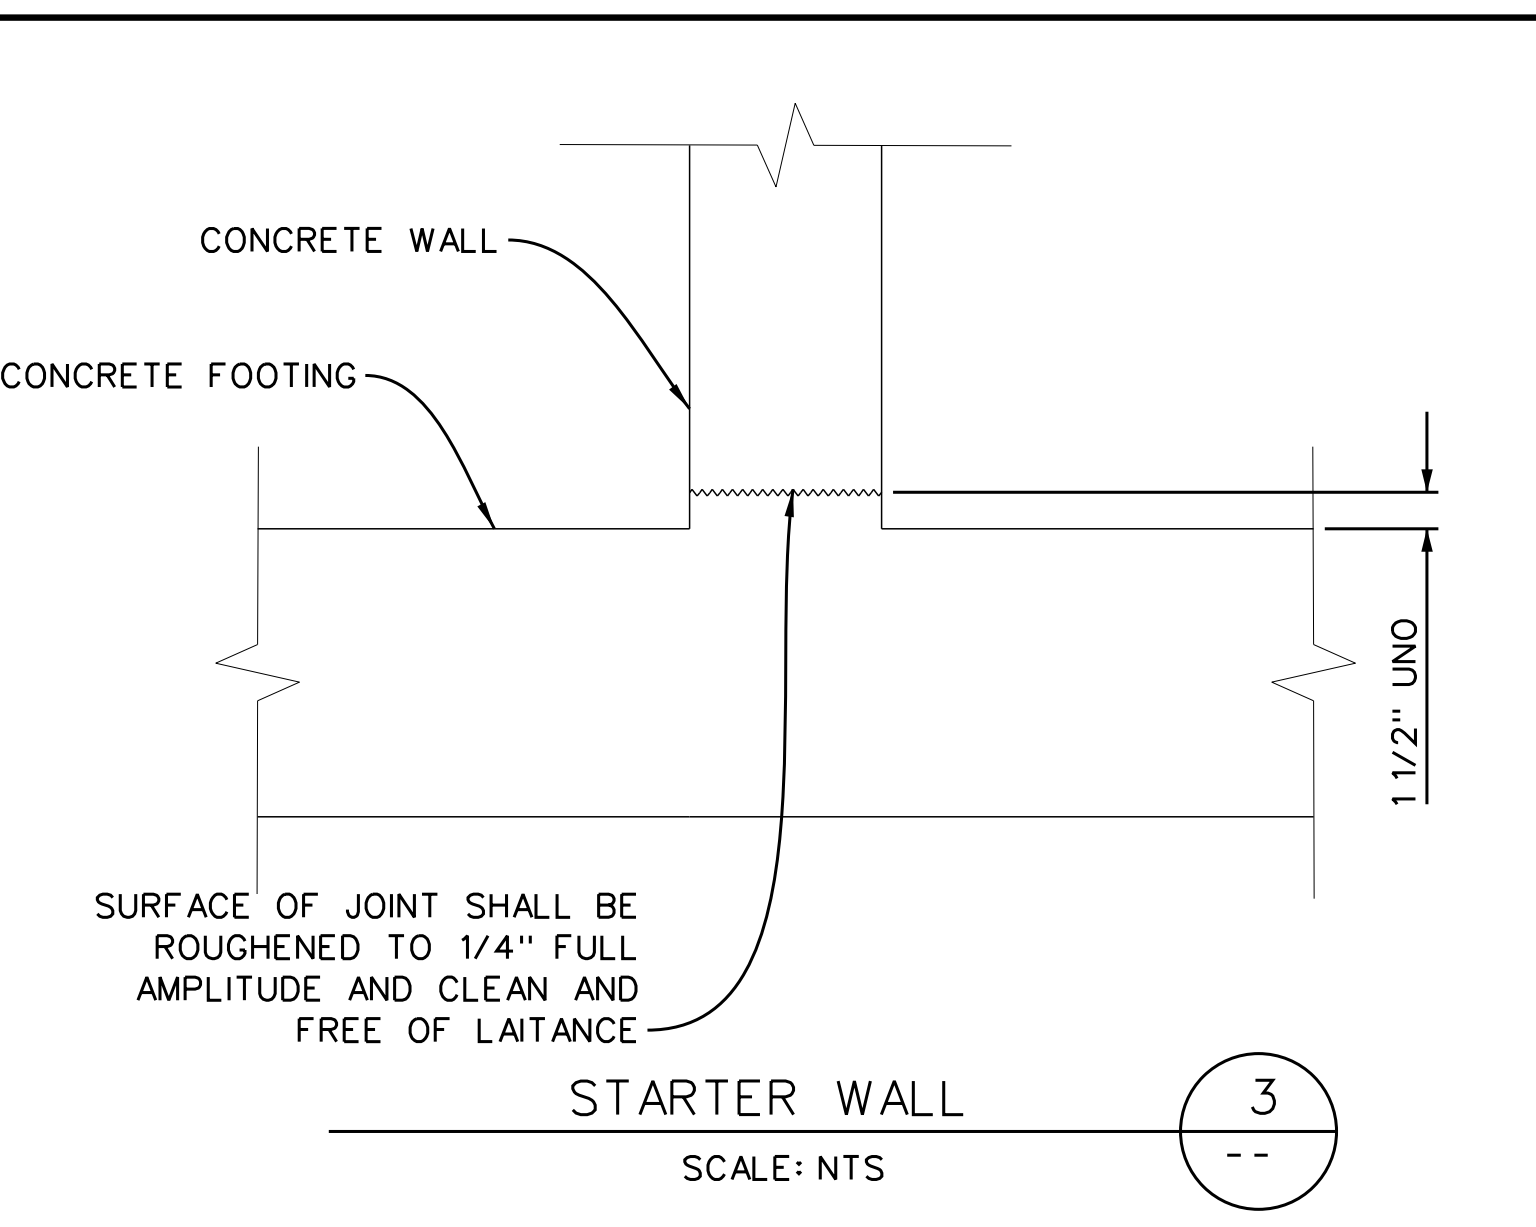 CONCRETE WALL
CONCRETE FOOTING
1 1/2" UNO
SURFACE OF JOINT SHALL BE
ROUGHENED TO 1/4" FULL
AMPLITUDE AND CLEAN AND
FREE OF LAITANCE
STARTER WALL
3
SCALE: NTS
--